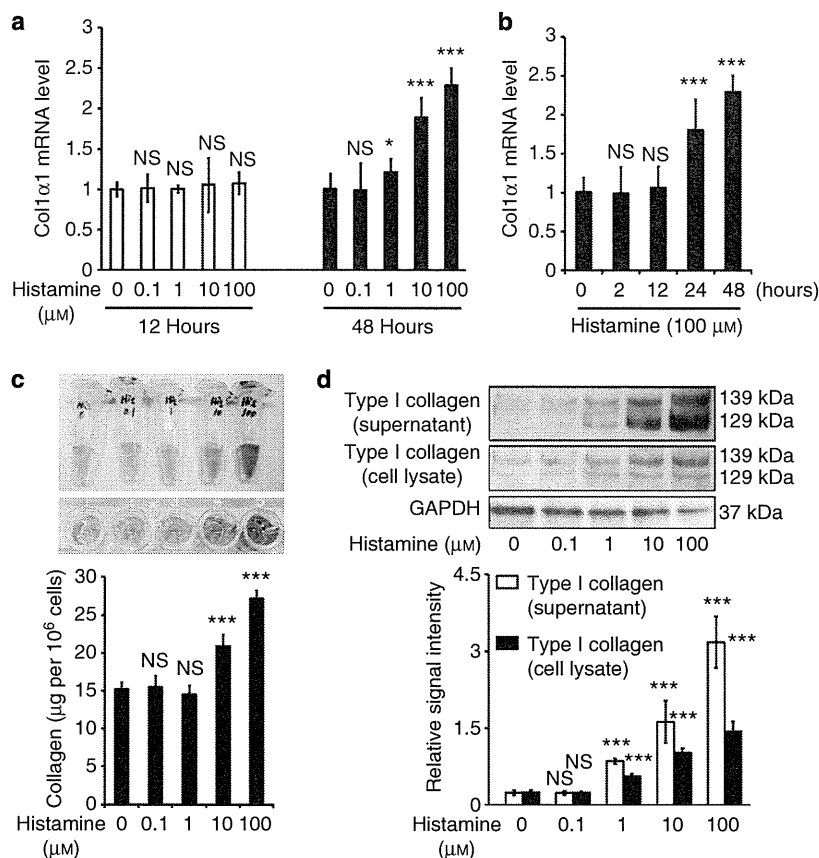 a
Col1α1 mRNA level
3
2.5
2
1.5
1
0.5
0
NS
NS
NS
NS
NS
*
***
***
Histamine (μM)
0 0.1 1 10 100
0 0.1 1 10 100
12 Hours
48 Hours
b
Col1α1 mRNA level
3
2.5
2
1.5
1
0.5
0
NS
NS
***
***
0 2 12 24 48 (hours)
Histamine (100 μM)
c
Collagen (μg per 10⁶ cells)
30
25
20
15
10
5
0
NS
NS
***
***
Histamine (μM)
0 0.1 1 10 100
d
Type I collagen (supernatant)
139 kDa
129 kDa
Type I collagen (cell lysate)
139 kDa
129 kDa
GAPDH
37 kDa
Histamine (μM)
0 0.1 1 10 100
Relative signal intensity
4.5
3
1.5
0
Type I collagen (supernatant)
Type I collagen (cell lysate)
NS
NS
***
***
***
***
***
***
Histamine (μM)
0 0.1 1 10 100